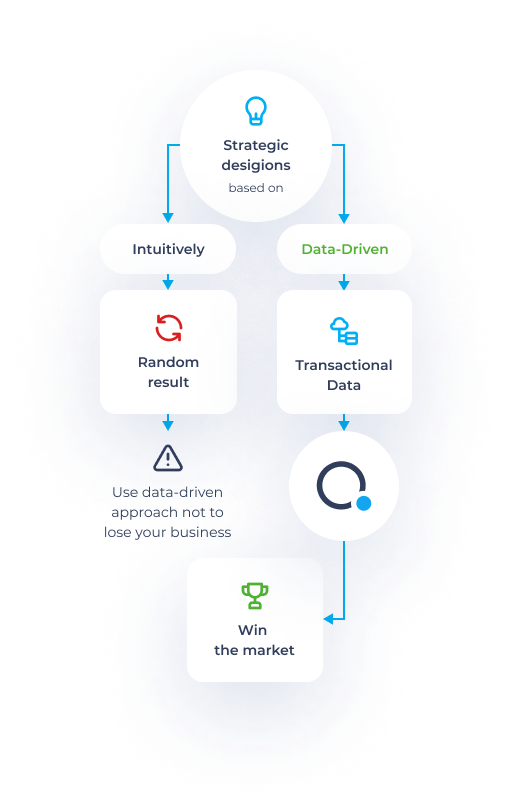 Strategic
desigions
based on
Intuitively
Data-Driven
Random
result
Transactional
Data
Use data-driven
approach not to
lose your business
Win
the market